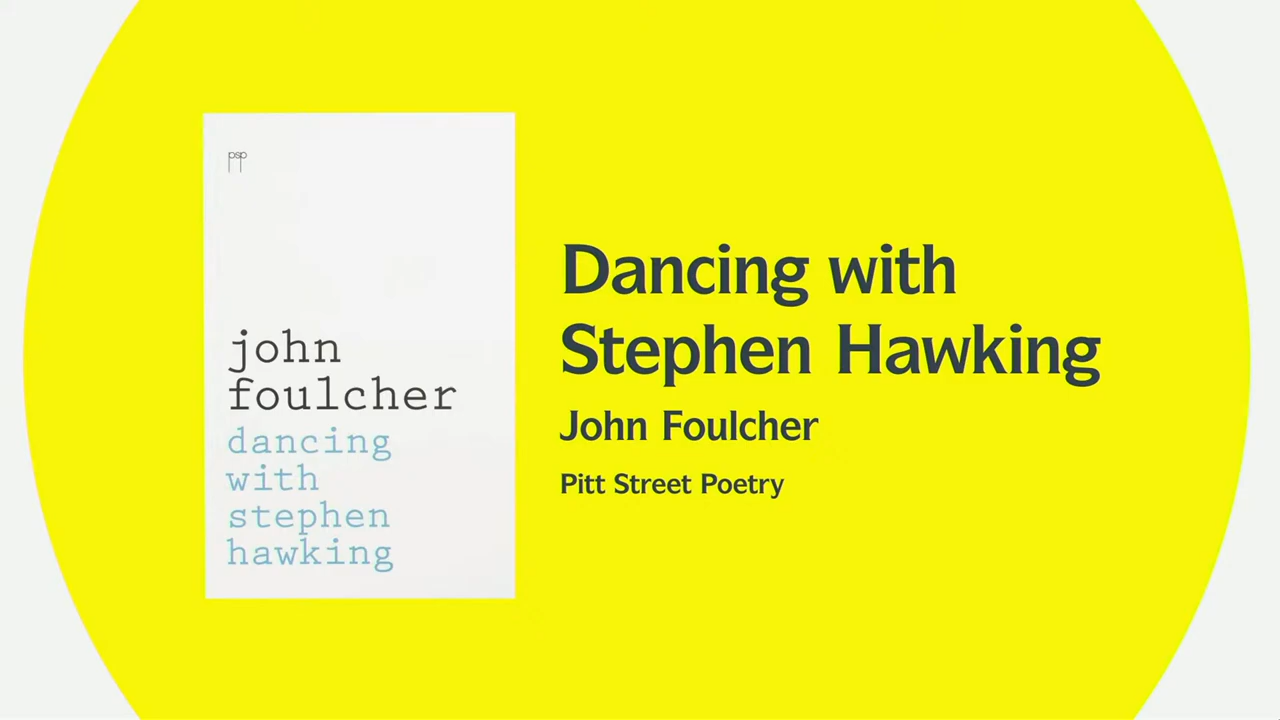 psp
john
foulcher
dancing
with
stephen
hawking
Dancing with
Stephen Hawking
John Foulcher
Pitt Street Poetry